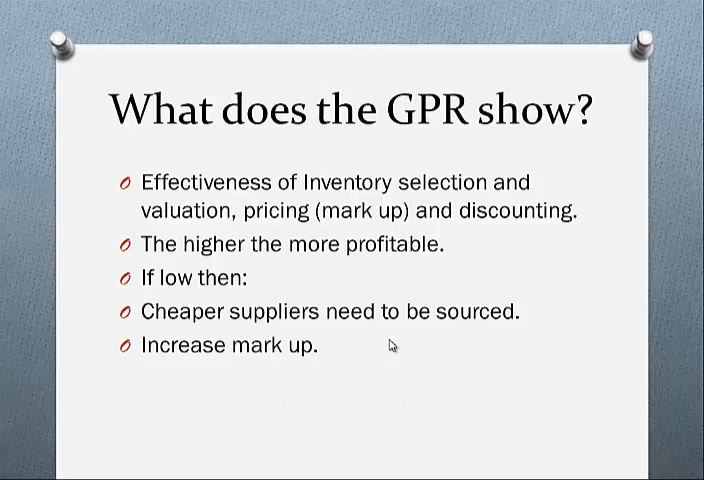 What does the GPR show?
Effectiveness of Inventory selection and
valuation, pricing (mark up) and discounting.
The higher the more profitable.
If low then:
Cheaper suppliers need to be sourced.
Increase mark up.